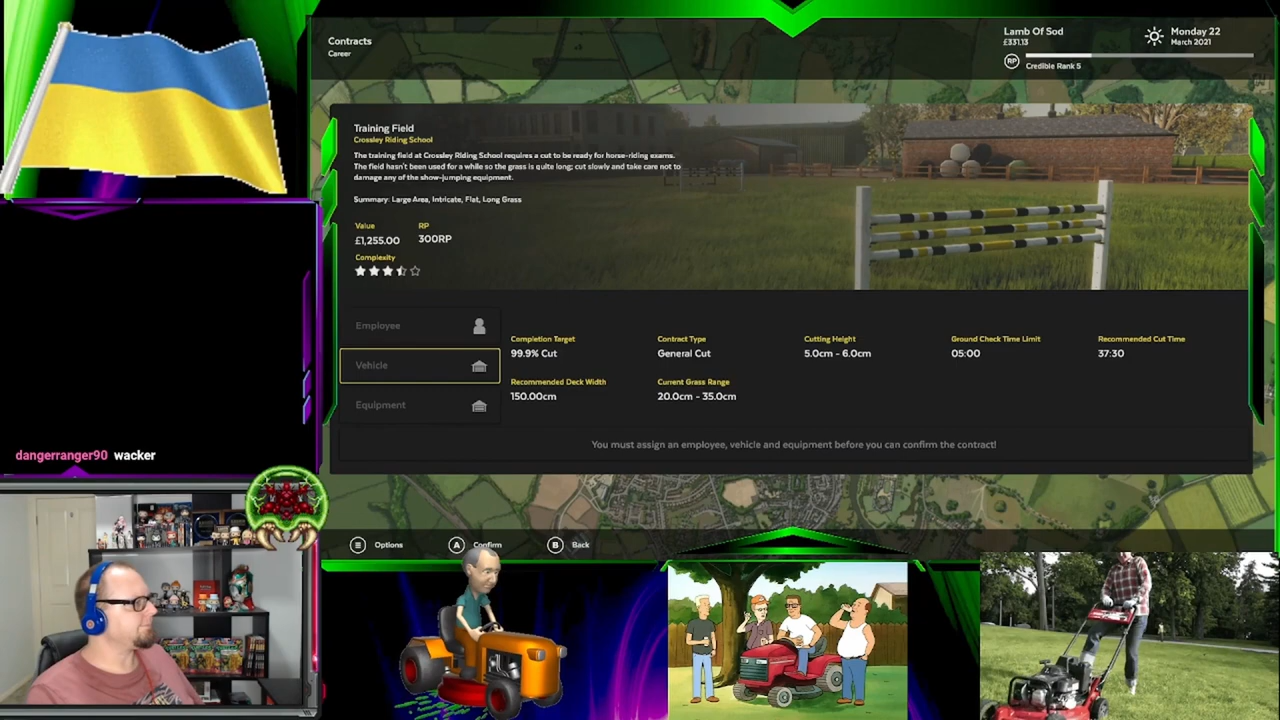 Contracts
Career
Lamb Of Sod
£331.13
Monday 22
March 2021
RP
Credible Rank 5
Training Field
Crossley Riding School
The training field at Crossley Riding School requires a cut to be ready for horse-riding exams.
The field hasn't been used for a while so the grass is quite long; cut slowly and take care not to
damage any of the show-jumping equipment.
Summary: Large Area, Intricate, Flat, Long Grass
Value
£1,255.00
RP
300RP
Complexity
Employee
Vehicle
Equipment
Completion Target
99.9% Cut
Contract Type
General Cut
Cutting Height
5.0cm - 6.0cm
Ground Check Time Limit
05:00
Recommended Cut Time
37:30
Recommended Deck Width
150.00cm
Current Grass Range
20.0cm - 35.0cm
You must assign an employee, vehicle and equipment before you can confirm the contract!
dangerranger90 wacker
Options
A Confirm
B Back